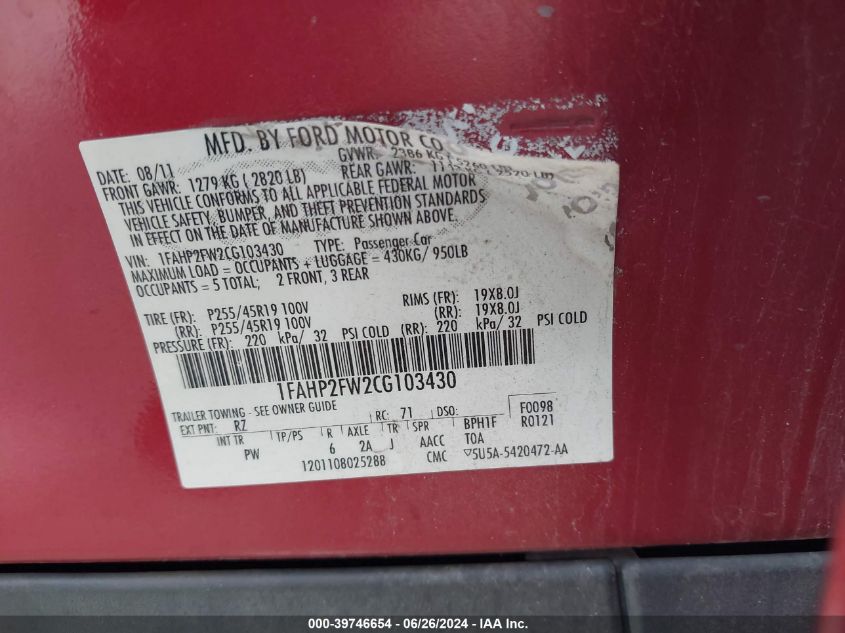 MFD. BY FORD MOTOR CO
DATE: 08/11 GVWR: 2386 KG
FRONT GAWR: 1279 KG ( 2820 LB) REAR GAWR: LB)
THIS VEHICLE CONFORMS TO ALL APPLICABLE FEDERAL MOTOR
VEHICLE SAFETY, BUMPER, AND THEFT PREVENTION STANDARDS
IN EFFECT ON THE DATE OF MANUFACTURE SHOWN ABOVE.
VIN: 1FAHP2FW2CG103430 TYPE: Passenger Car
MAXIMUM LOAD = OCCUPANTS + LUGGAGE = 430KG/ 950LB
OCCUPANTS = 5 TOTAL; 2 FRONT, 3 REAR
TIRE (FR): P255/45R19 100V RIMS (FR): 19X8.0J
(RR): P255/45R19 100V (RR): 19X8.0J
PRESSURE (FR): 220 kPa/ 32 PSI COLD (RR): 220 kPa/ 32 PSI COLD
1FAHP2FW2CG103430
TRAILER TOWING - SEE OWNER GUIDE
EXT PNT: RZ RC: 71 DSO: F0098 R0121
INT TR TP/PS R AXLE TR SPR BPH1F
PW 6 2A J AACC TOA
1201108025288 CMC ▽5U5A-5420472-AA
000-39746654 - 06/26/2024 - IAAI.com